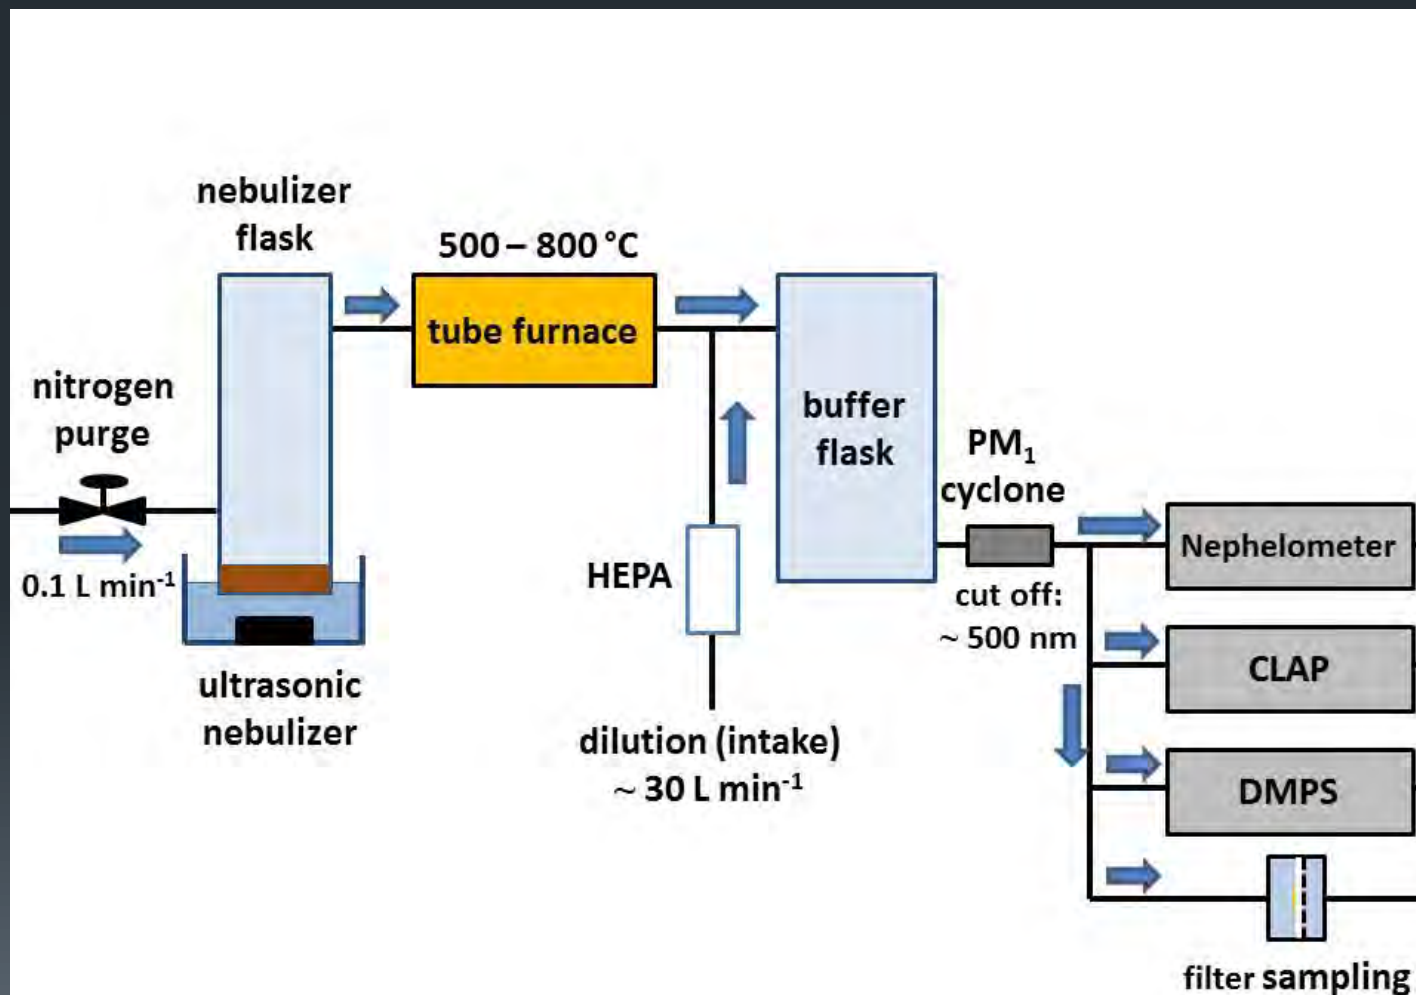 nebulizer
flask
500 – 800 °C
tube furnace
nitrogen
purge
0.1 L min⁻¹
ultrasonic
nebulizer
HEPA
dilution (intake)
~ 30 L min⁻¹
buffer
flask
PM₁
cyclone
cut off:
~ 500 nm
Nephelometer
CLAP
DMPS
filter sampling